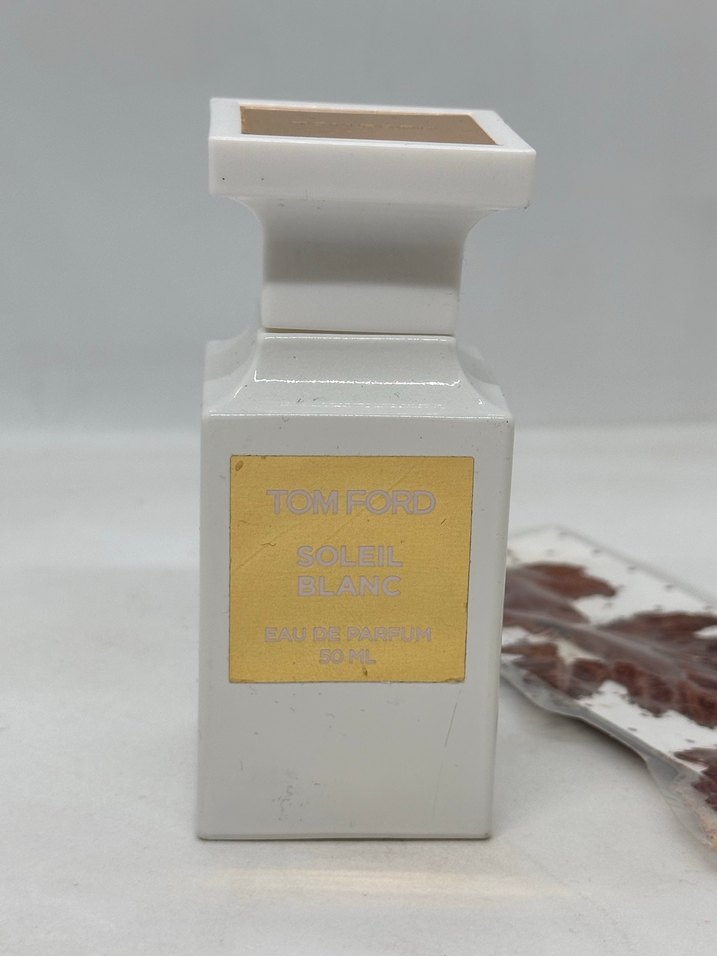 TOM FORD
SOLEIL
BLANC
EAU DE PARFUM
50 ML